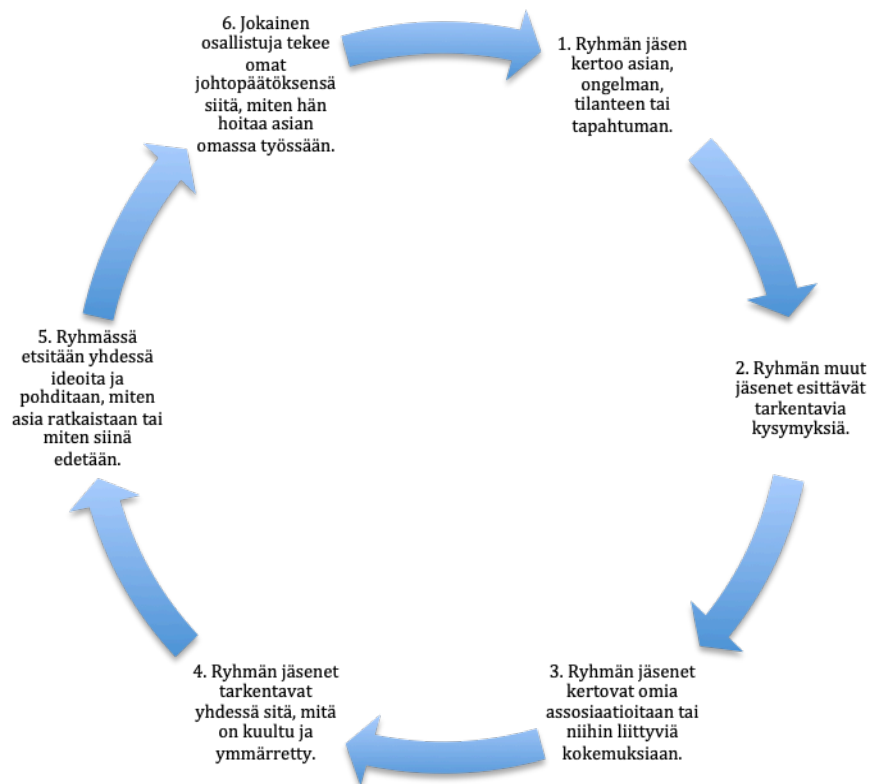 1. Ryhmän jäsen
kertoo asian,
ongelman,
tilanteen tai
tapahtuman.
2. Ryhmän muut
jäsenet esittävät
tarkentavia
kysymyksiä.
3. Ryhmän jäsenet
kertovat omia
assosiaatioitaan tai
niihin liittyviä
kokemuksiaan.
4. Ryhmän jäsenet
tarkentavat
yhdessä sitä, mitä
on kuultu ja
ymmärretty.
5. Ryhmässä
etsitään yhdessä
ideoita ja
pohditaan, miten
asia ratkaistaan tai
miten siinä
edetään.
6. Jokainen
osallistuja tekee
omat
johtopäätöksensä
siitä, miten hän
hoitaa asian
omassa työssään.